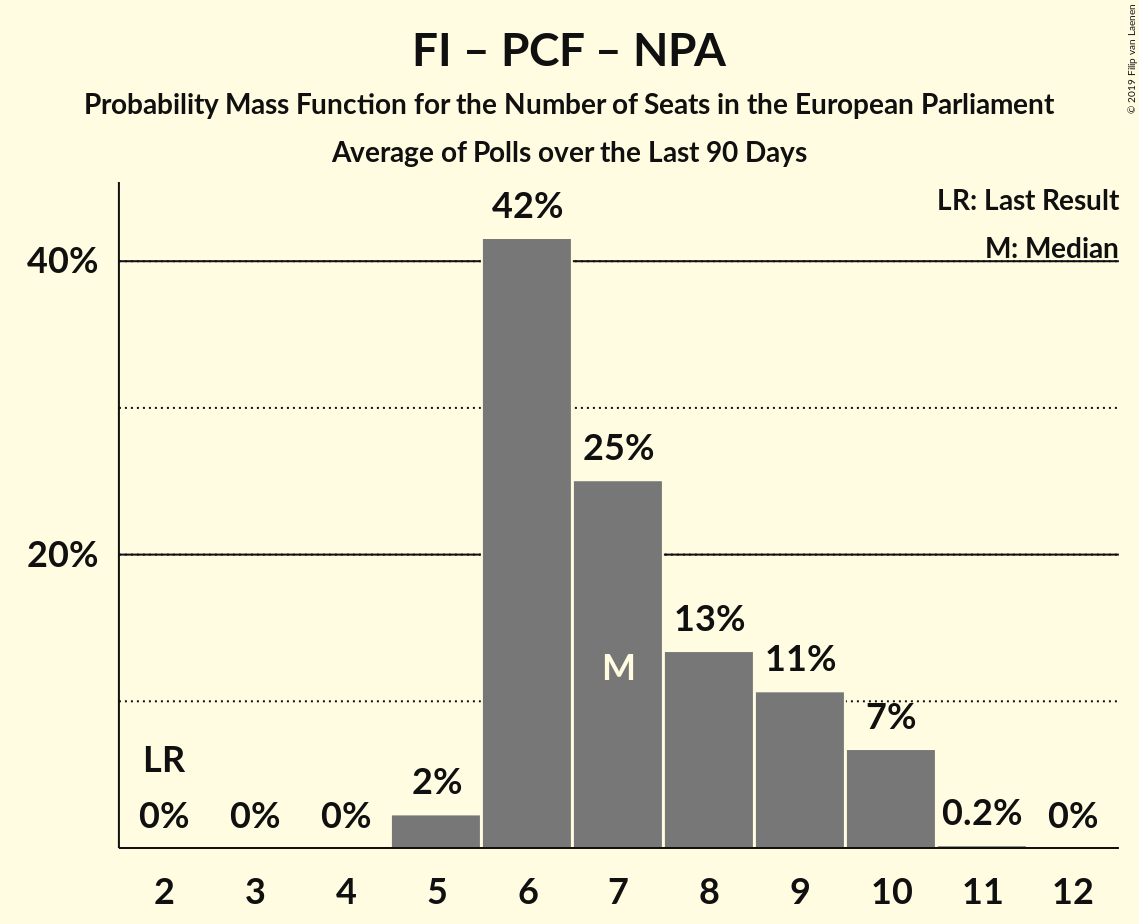 FI – PCF – NPA
Probability Mass Function for the Number of Seats in the European Parliament
Average of Polls over the Last 90 Days
© 2019 Filip van Laenen
LR: Last Result
M: Median
42%
40%
25%
20%
13%
M
11%
7%
LR
2%
0% 0% 0% 0.2% 0%
2 3 4 5 6 7 8 9 10 11 12